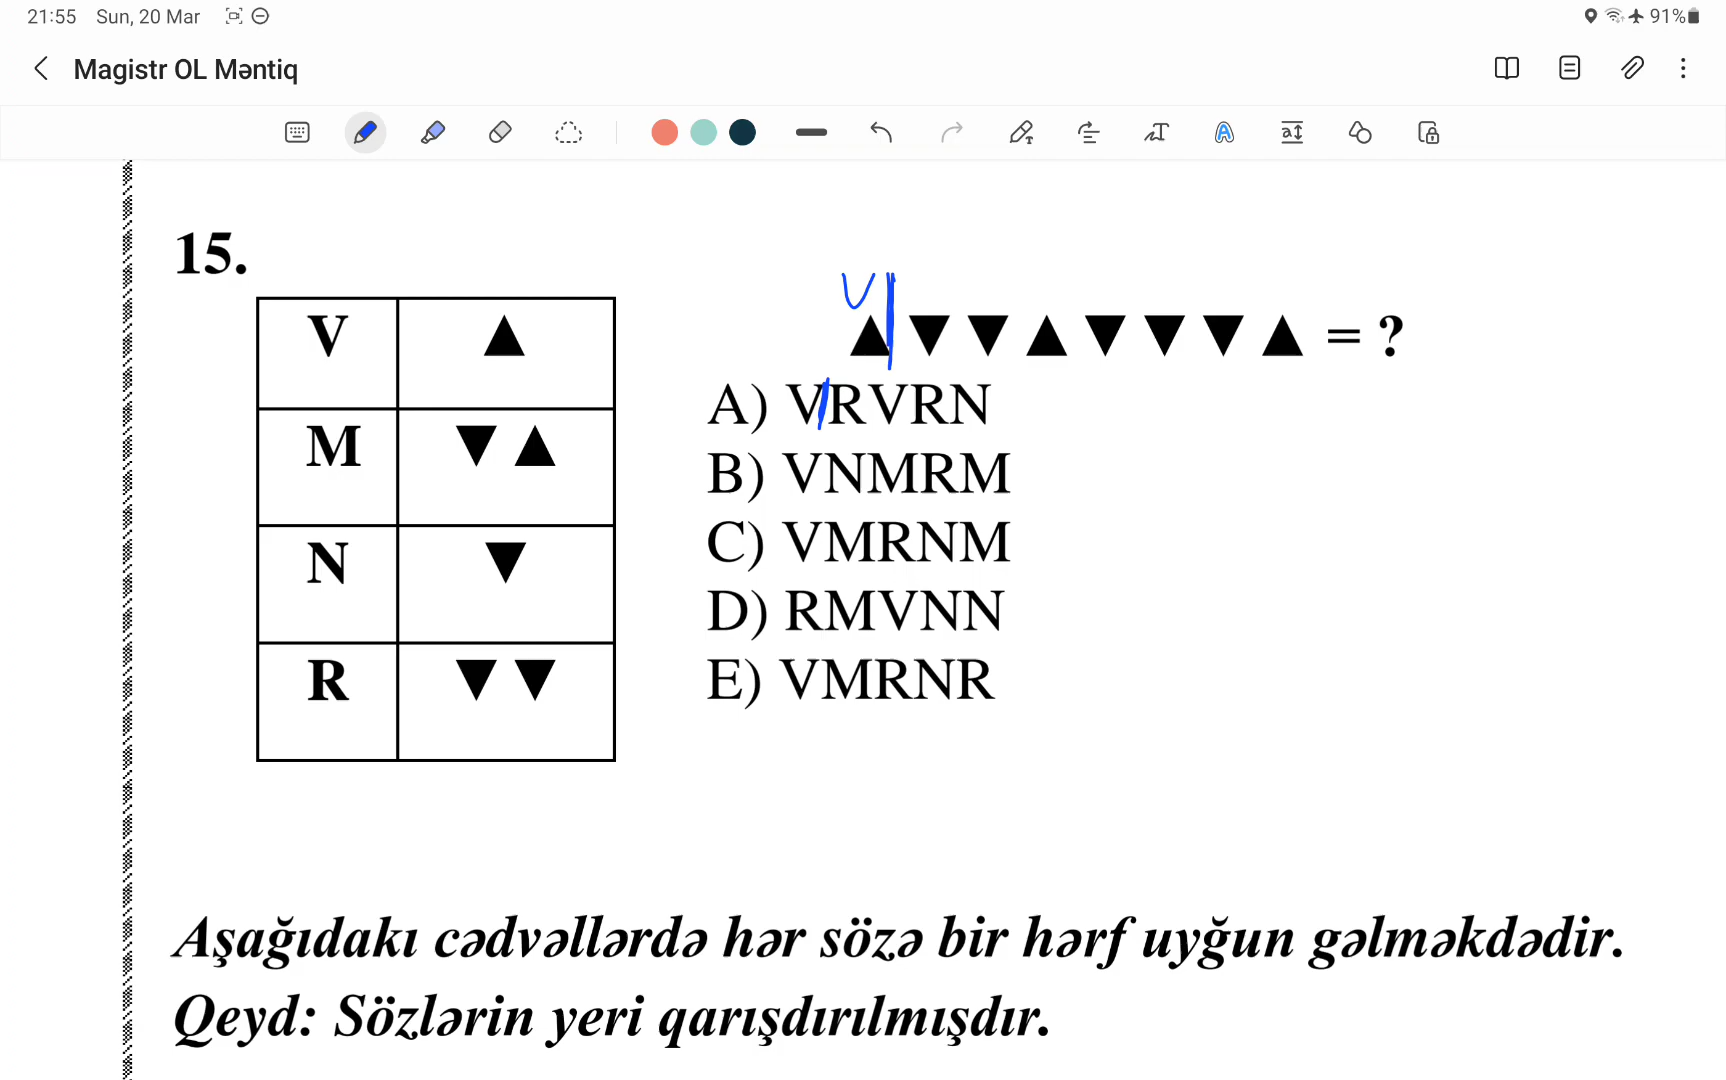 21:55 Sun, 20 Mar 91%
Magistr OL Məntiq
15.
V ▲
M ▼▲
N ▼
R ▼▼
V
▲▼▼▲▼▼▼▲ = ?
A) VRVRN
B) VNMRM
C) VMRNM
D) RMVNN
E) VMRNR
Aşağıdakı cədvəllərdə hər sözə bir hərf uyğun gəlməkdədir.
Qeyd: Sözlərin yeri qarışdırılmışdır.